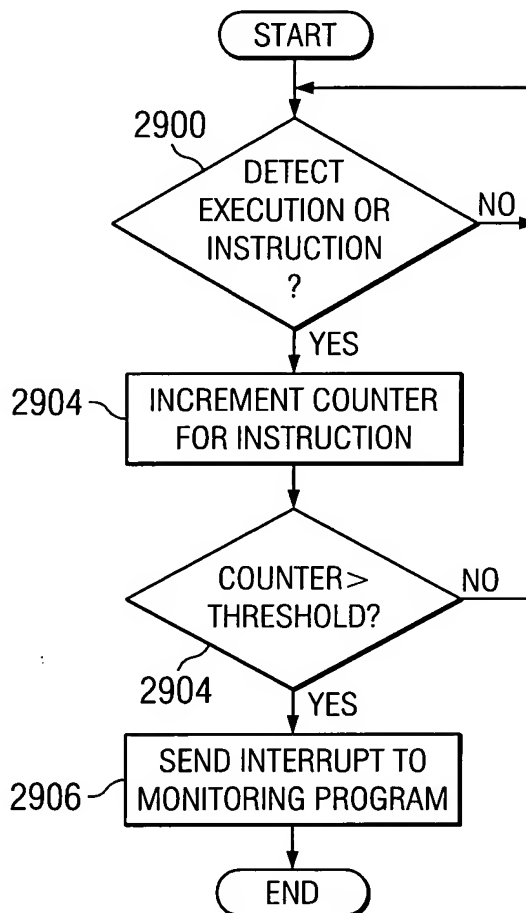 START
2900
DETECT
EXECUTION OR
INSTRUCTION
?
NO
YES
2904
INCREMENT COUNTER
FOR INSTRUCTION
COUNTER>
THRESHOLD?
NO
2904
YES
2906
SEND INTERRUPT TO
MONITORING PROGRAM
END